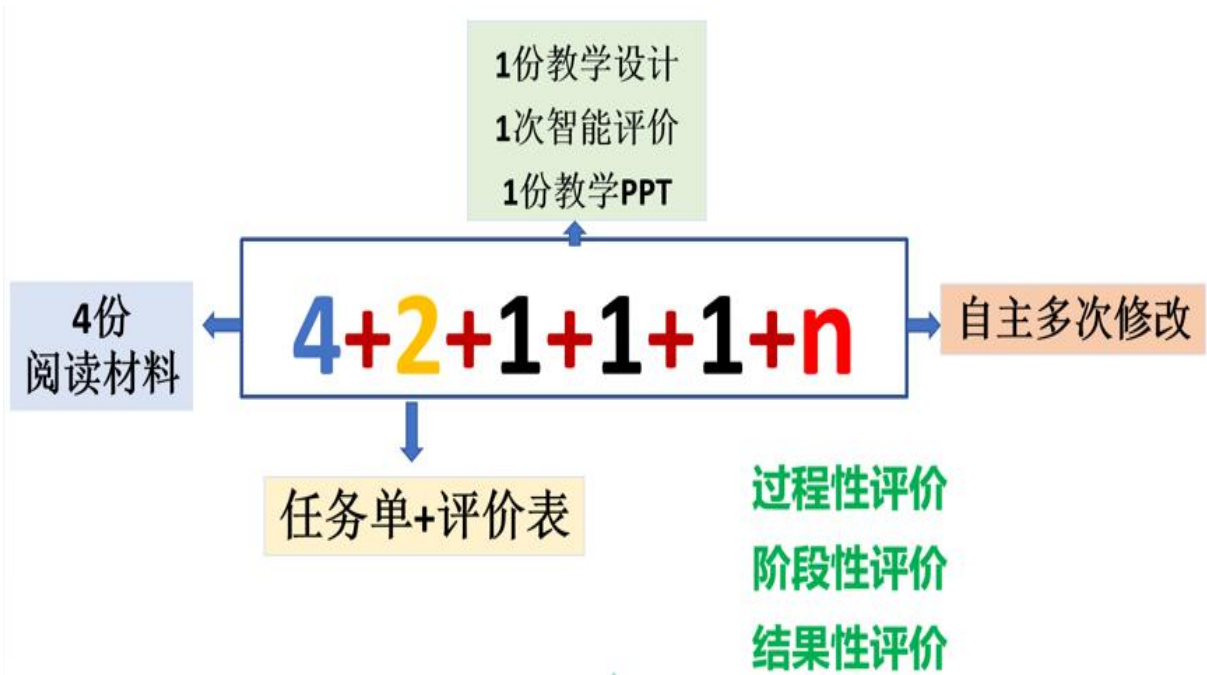 1份教学设计
1次智能评价
1份教学PPT
4份
阅读材料
4+2+1+1+1+n
自主多次修改
任务单+评价表
过程性评价
阶段性评价
结果性评价